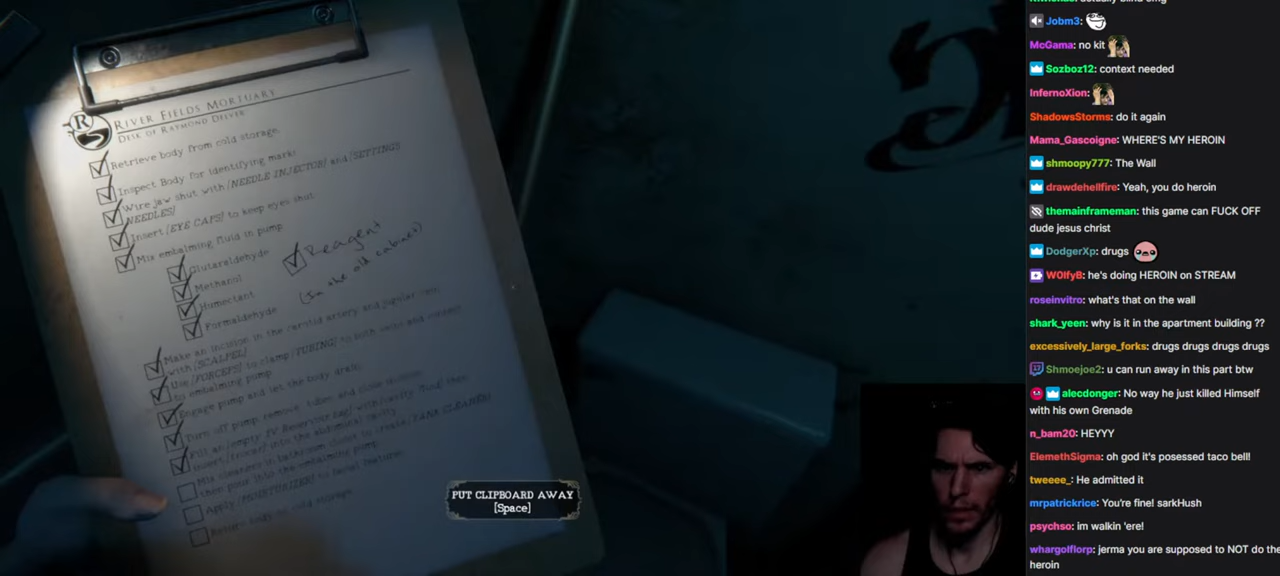 RIVER FIELDS MORTUARY
DESK OF RAYMOND DELVER
Retrieve body from cold storage.
Inspect Body for identifying marks
Wire jaw shut with [NEEDLE INJECTOR] and [SETTINGS
NEEDLES]
Insert [EYE CAPS] to keep eyes shut
Mix embalming fluid in pump
Glutaraldehyde
Methanol
Humectant
Formaldehyde
Reagent
(In the old cabinet)
Make an incision in the carotid artery and jugular vein
with [SCALPEL]
Use [FORCEPS] to clamp [TUBING] to both veins and connect
to embalming pump
Engage pump and let the body drain
Turn off pump, remove tubes and close incision
Fill an [empty IV Reservoir bag] with [cavity fluid] then
insert [trocar] into the abdominal cavity
Mix cleaners in bathroom closet to create [TANK CLEANER]
then pour into the embalming pump
Apply [MOISTURIZER] to facial features
Return body to cold storage
PUT CLIPBOARD AWAY
[Space]
Jobm3:
McGama: no kit
Sozboz12: context needed
InfernoXion:
ShadowsStorms: do it again
Mama_Gascoigne: WHERE'S MY HEROIN
shmoopy777: The Wall
drawdehellfire: Yeah, you do heroin
themainframeman: this game can FUCK OFF
dude jesus christ
DodgerXp: drugs
W0lfyB: he's doing HEROIN on STREAM
roseinvitro: what's that on the wall
shark_yeen: why is it in the apartment building ??
excessively_large_forks: drugs drugs drugs drugs
Shmoejoe2: u can run away in this part btw
alecdonger: No way he just killed Himself
with his own Grenade
n_bam20: HEYYY
ElemethSigma: oh god it's posessed taco bell!
tweeee_: He admitted it
mrpatrickrice: You're fine! sarkHush
psychso: im walkin 'ere!
whargolflorp: jerma you are supposed to NOT do the
heroin